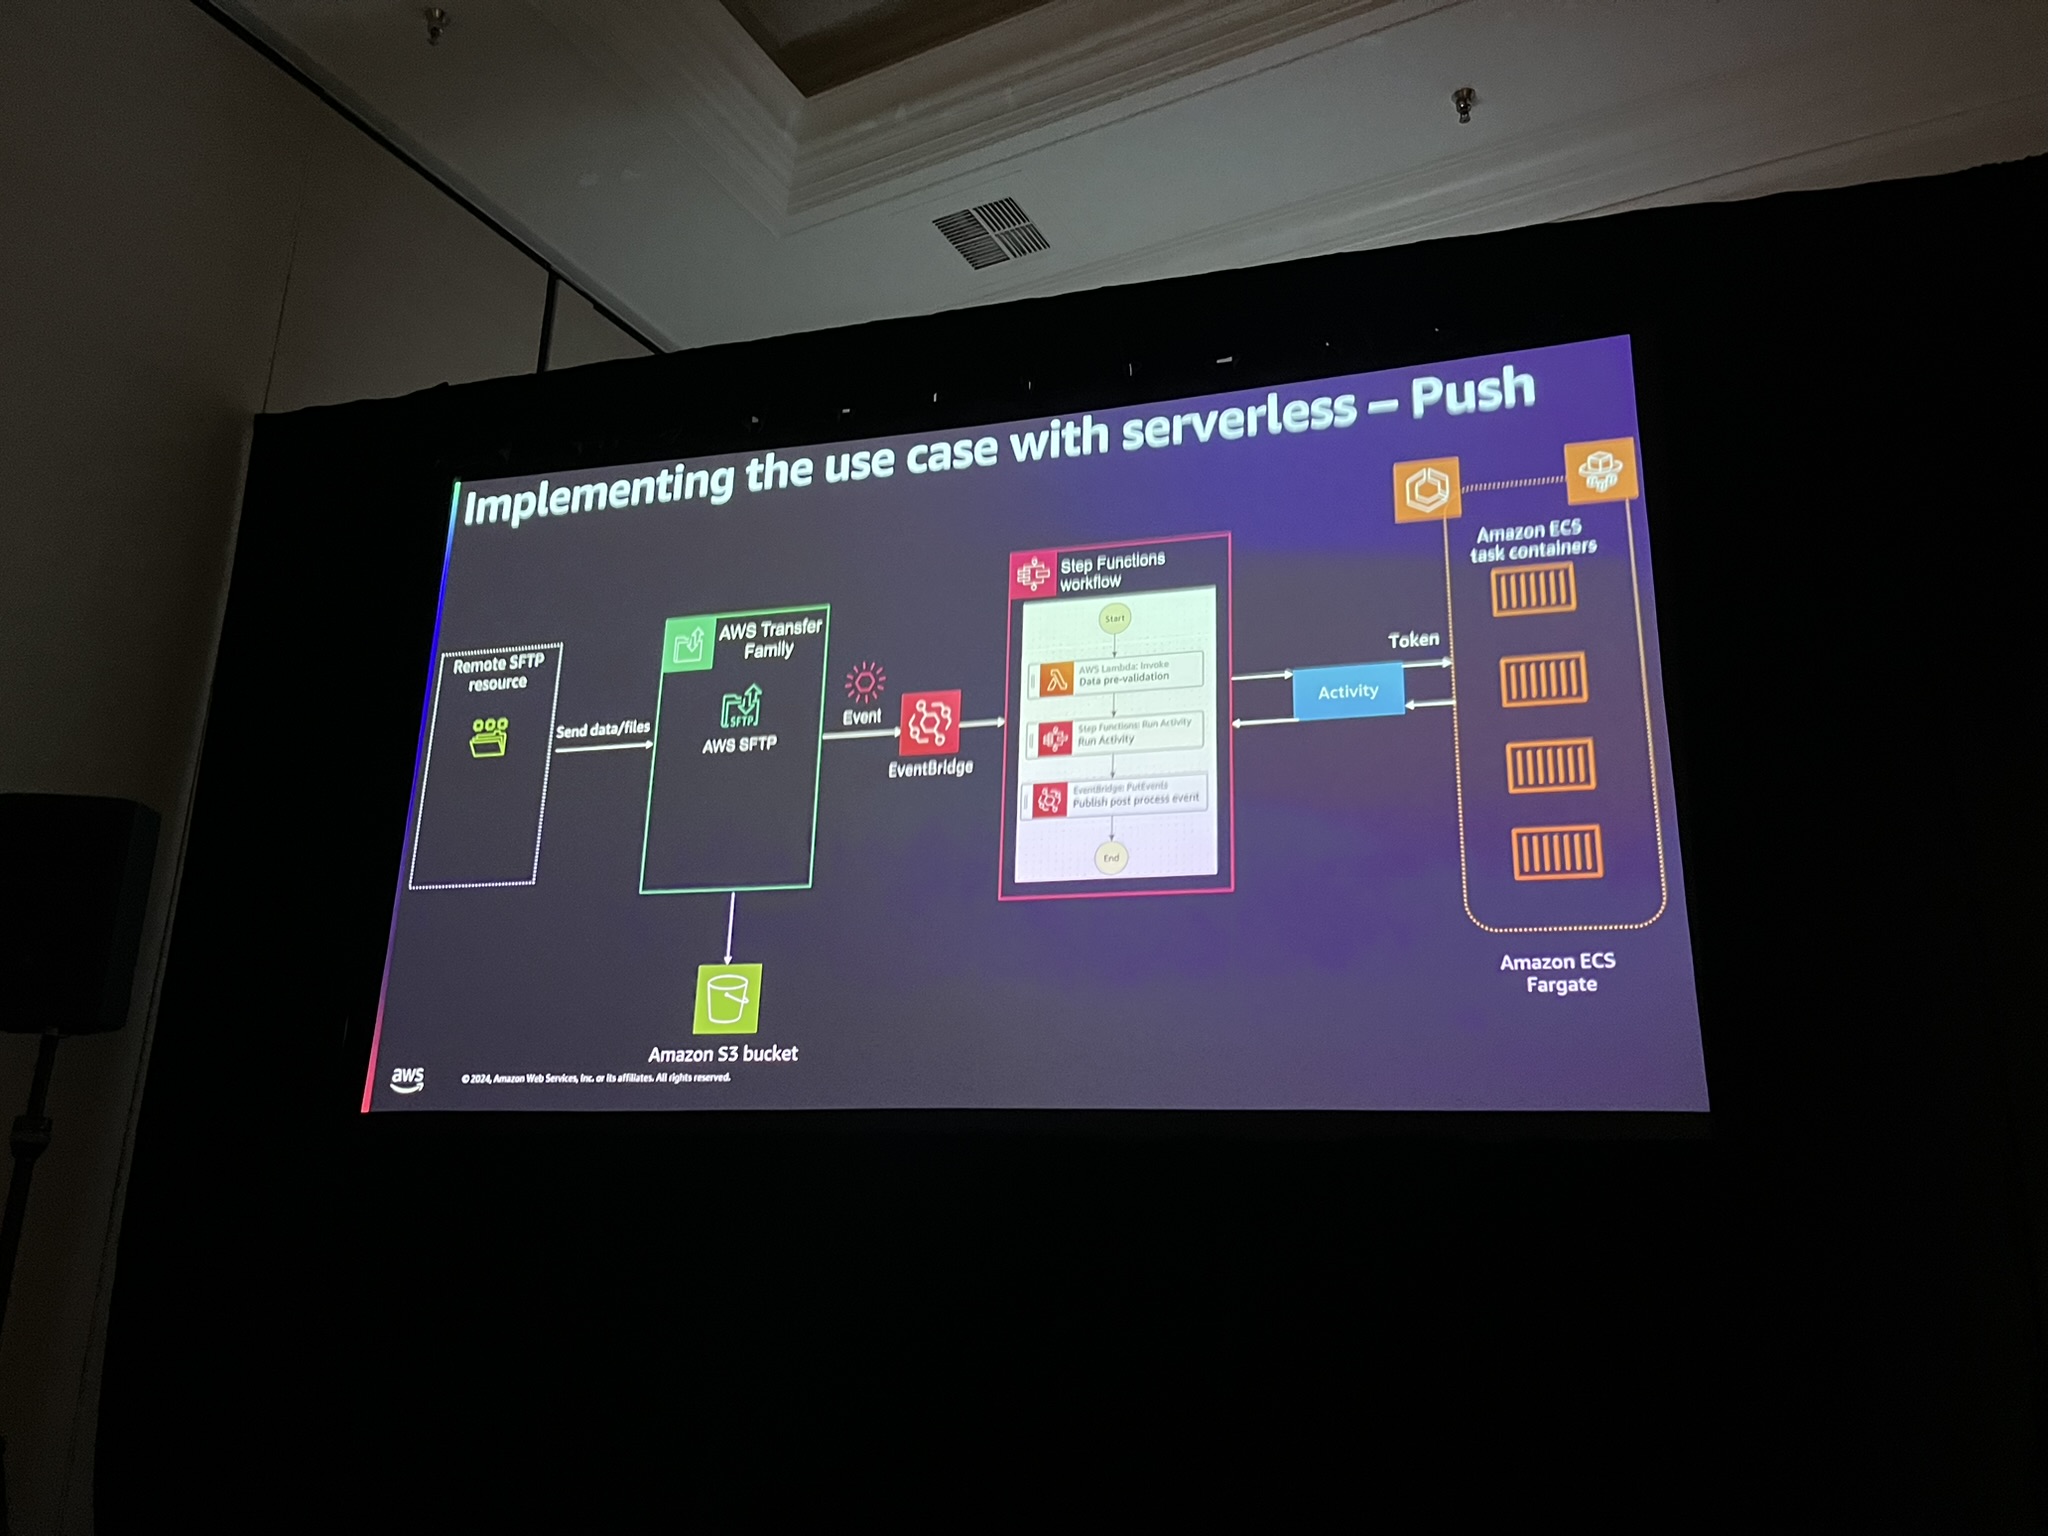 Implementing the use case with serverless – Push
Remote SFTP
resource
Send data/files
AWS Transfer
Family
SFTP
AWS SFTP
Amazon S3 bucket
Event
EventBridge
Step Functions
workflow
Start
AWS Lambda: Invoke
Data pre-validation
Step Functions: Run Activity
Run Activity
EventBridge: PutEvents
Publish post process event
End
Activity
Token
Amazon ECS
task containers
Amazon ECS
Fargate
aws
© 2024, Amazon Web Services, Inc. or its affiliates. All rights reserved.